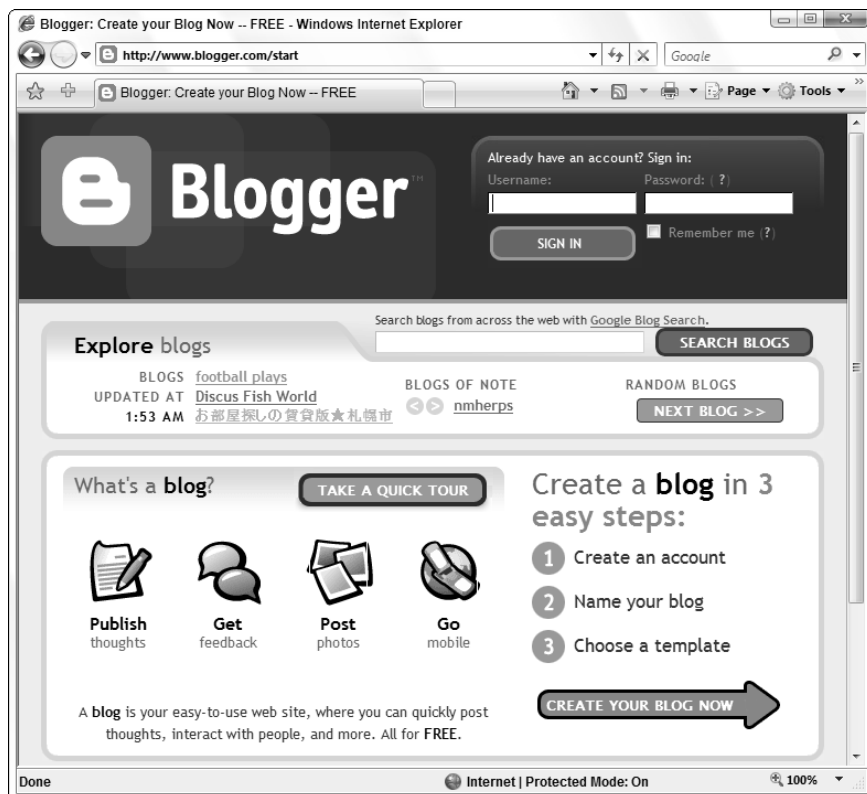 Blogger: Create your Blog Now -- FREE - Windows Internet Explorer
http://www.blogger.com/start
Google
Blogger: Create your Blog Now -- FREE
Page
Tools
Blogger™
Already have an account? Sign in:
Username: Password: (?)
SIGN IN
Remember me (?)
Search blogs from across the web with Google Blog Search.
Explore blogs
SEARCH BLOGS
BLOGS UPDATED AT 1:53 AM
football plays
Discus Fish World
お部屋探しの賃貸版★札幌市
BLOGS OF NOTE
nmherps
RANDOM BLOGS
NEXT BLOG >>
What's a blog?
TAKE A QUICK TOUR
Publish thoughts
Get feedback
Post photos
Go mobile
A blog is your easy-to-use web site, where you can quickly post
thoughts, interact with people, and more. All for FREE.
Create a blog in 3
easy steps:
1 Create an account
2 Name your blog
3 Choose a template
CREATE YOUR BLOG NOW
Done
Internet | Protected Mode: On
100%